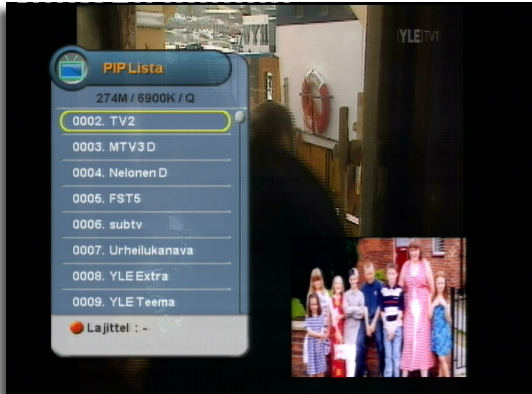 YLE TV1
PIP Lista
274M / 6900K / Q
0002. TV2
0003. MTV3 D
0004. Nelonen D
0005. FST5
0006. subtv
0007. Urheilukanava
0008. YLE Extra
0009. YLE Teema
Lajittel : -